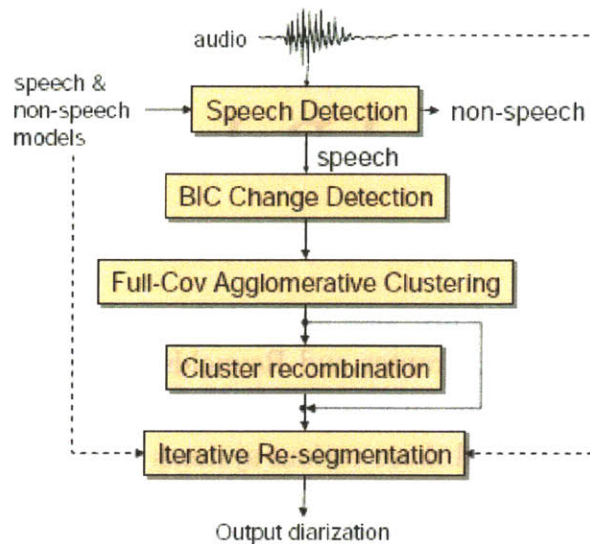 audio
speech &
non-speech
models
Speech Detection
non-speech
speech
BIC Change Detection
Full-Cov Agglomerative Clustering
Cluster recombination
Iterative Re-segmentation
Output diarization